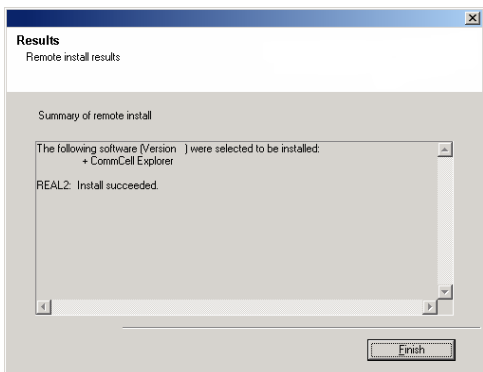 Results
Remote install results
Summary of remote install
The following software (Version   ) were selected to be installed:
+ CommCell Explorer
REAL2:  Install succeeded.
Finish